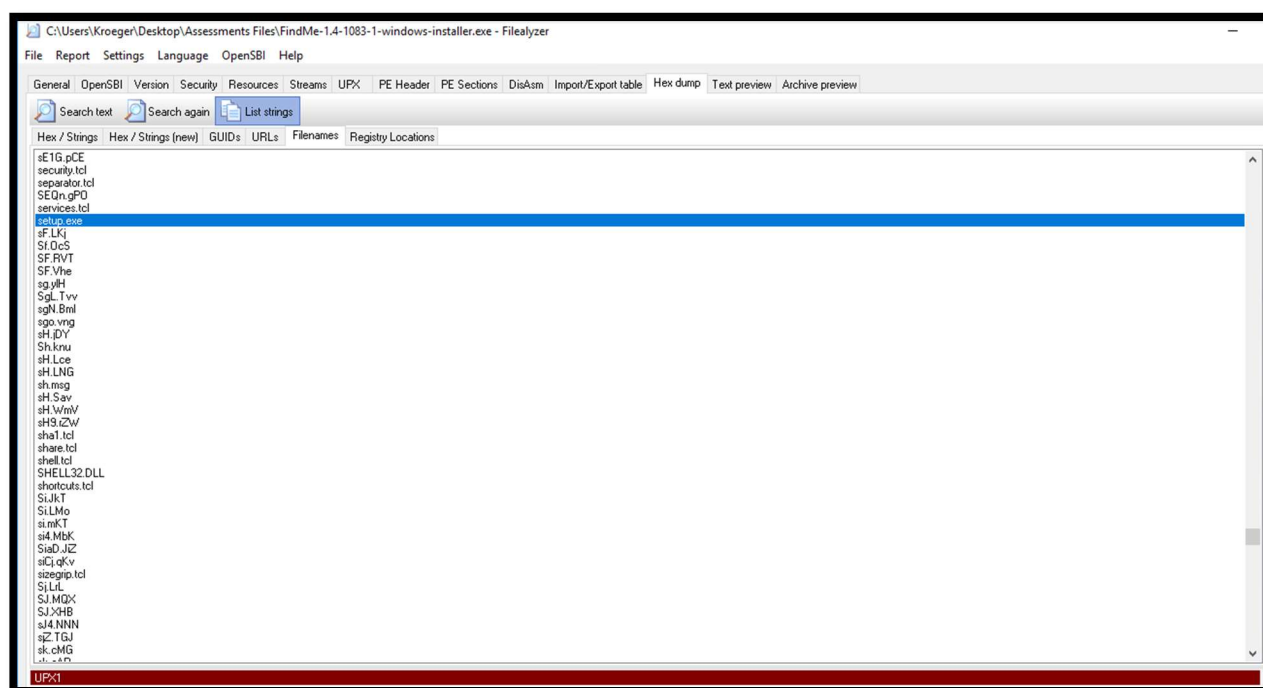 C:\Users\Kroeger\Desktop\Assessments Files\FindMe-1.4-1083-1-windows-installer.exe - Filealyzer
File Report Settings Language OpenSBI Help
General OpenSBI Version Security Resources Streams UPX PE Header PE Sections DisAsm Import/Export table Hex dump Text preview Archive preview
Search text Search again List strings
Hex / Strings Hex / Strings (new) GUIDs URLs Filenames Registry Locations
sE1G.pCE
security.tcl
separator.tcl
SEQn.gPO
services.tcl
setup.exe
sF.LKj
Sf.OcS
SF.RVT
SF.Vhe
sg.ylH
SgL.Tvv
sgN.Bml
sgo.vng
sH.jDY
Sh.knu
sH.Lce
sH.LNG
sh.msg
sH.Sav
sH.WmV
sH9.rZW
sha1.tcl
share.tcl
shell.tcl
SHELL32.DLL
shortcuts.tcl
Si.JkT
Si.LMo
si.mKT
si4.MbK
SiaD.JiZ
siCj.qKv
sizegrip.tcl
Sj.LrL
SJ.MQX
SJ.XHB
sJ4.NNN
sjZ.TGJ
sk.cMG
UPX1